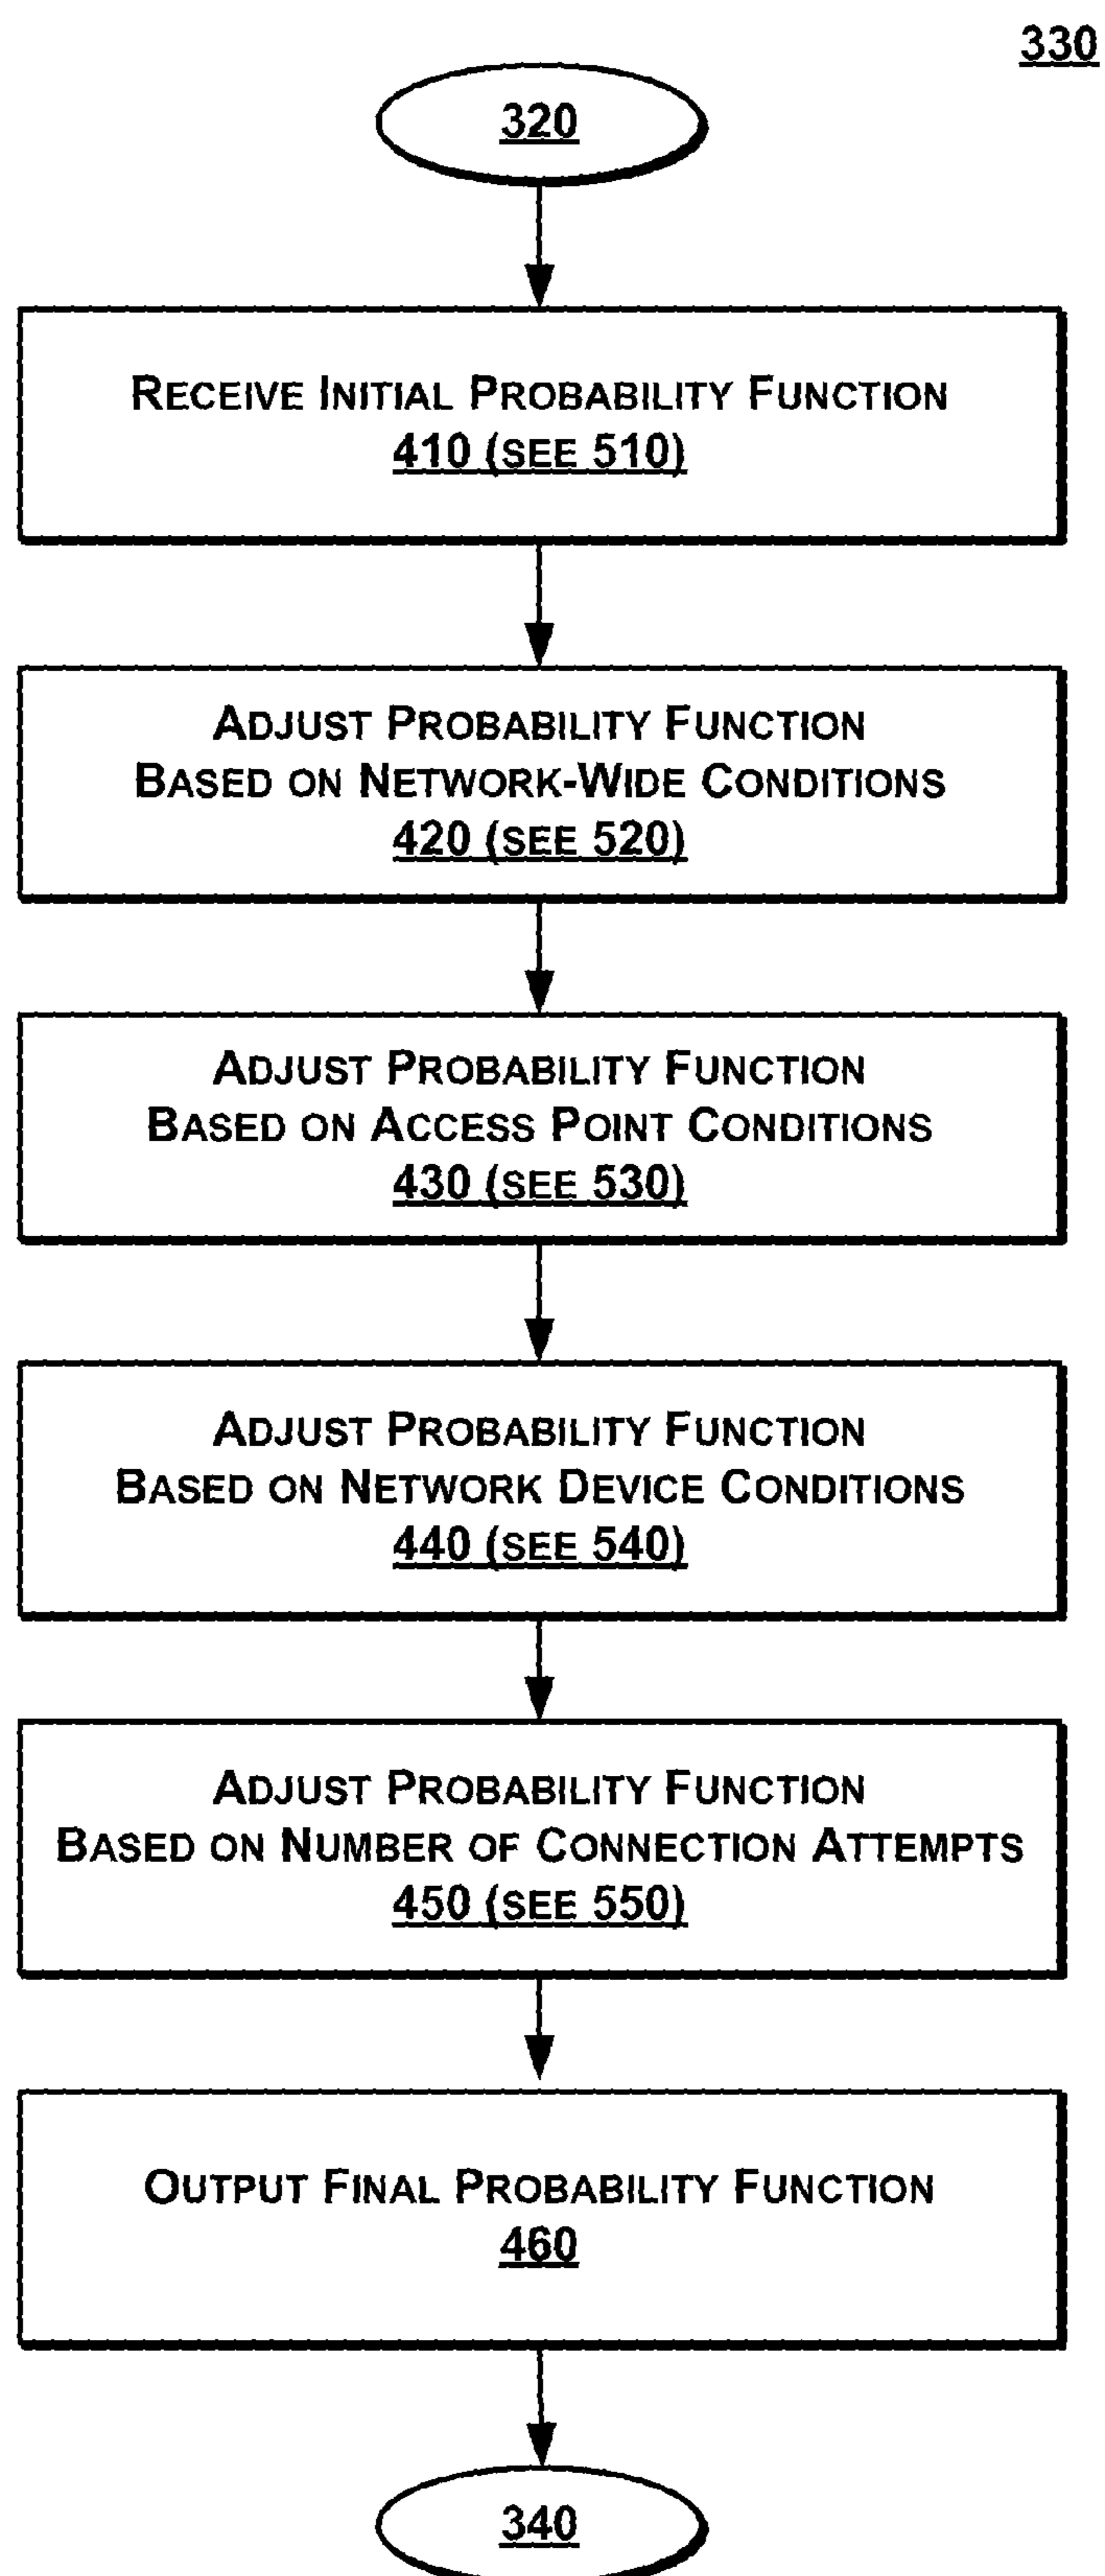 330
320
RECEIVE INITIAL PROBABILITY FUNCTION
410 (SEE 510)
ADJUST PROBABILITY FUNCTION
BASED ON NETWORK-WIDE CONDITIONS
420 (SEE 520)
ADJUST PROBABILITY FUNCTION
BASED ON ACCESS POINT CONDITIONS
430 (SEE 530)
ADJUST PROBABILITY FUNCTION
BASED ON NETWORK DEVICE CONDITIONS
440 (SEE 540)
ADJUST PROBABILITY FUNCTION
BASED ON NUMBER OF CONNECTION ATTEMPTS
450 (SEE 550)
OUTPUT FINAL PROBABILITY FUNCTION
460
340